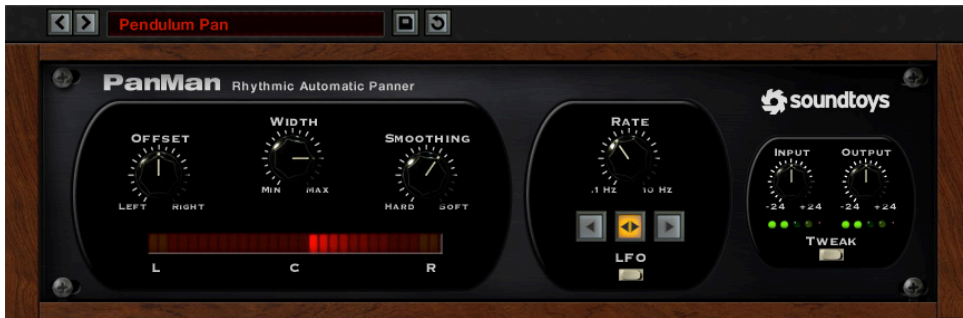 Pendulum Pan
PanMan Rhythmic Automatic Panner
soundtoys
OFFSET
LEFT RIGHT
WIDTH
MIN MAX
SMOOTHING
HARD SOFT
L C R
RATE
.1 HZ 10 HZ
LFO
INPUT OUTPUT
-24 +24 -24 +24
TWEAK